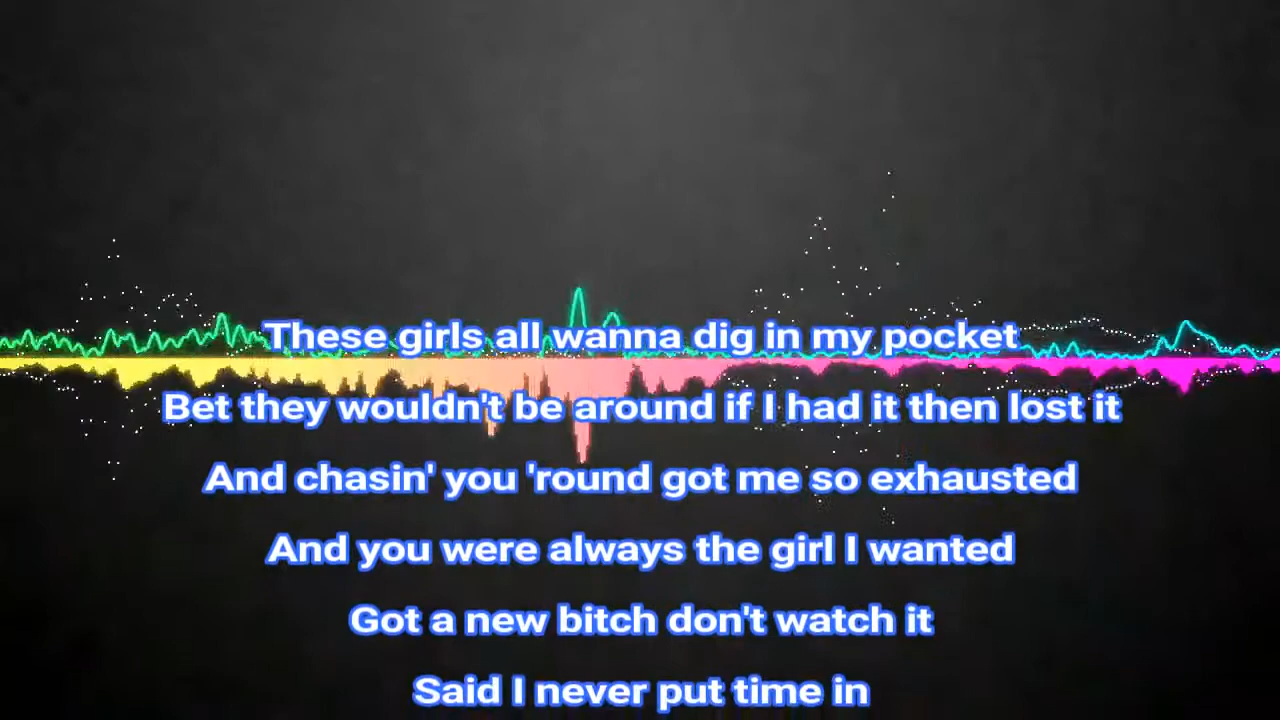 These girls all wanna dig in my pocket
Bet they wouldn't be around if I had it then lost it
And chasin' you 'round got me so exhausted
And you were always the girl I wanted
Got a new bitch don't watch it
Said I never put time in